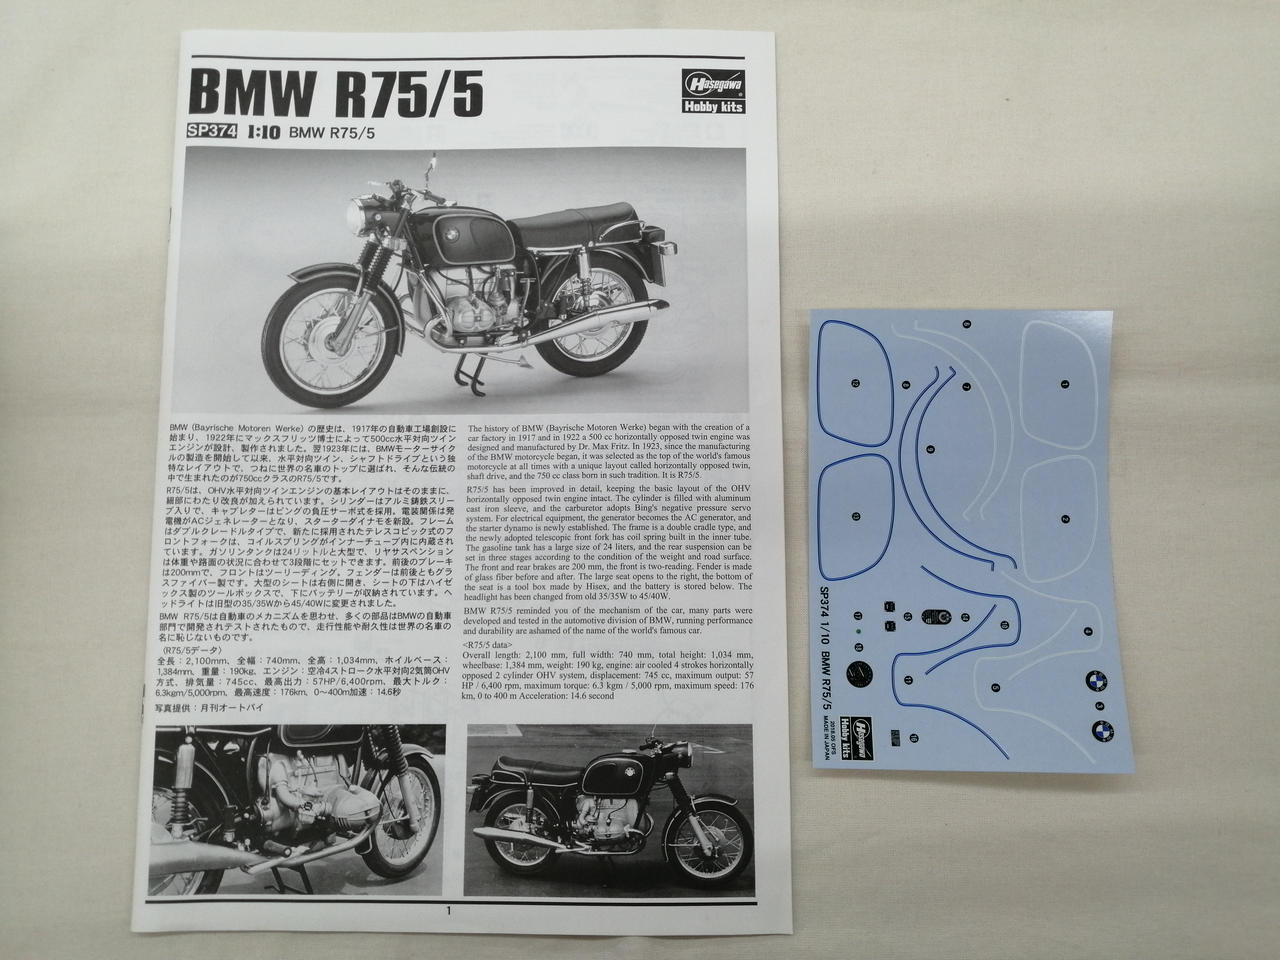 BMW R75/5
Hasegawa
Hobby kits
SP374 1:10 BMW R75/5
BMW (Bayrische Motoren Werke) の歴史は、1917年の自動車工場創設に
始まり、1922年にマックスフリッツ博士によって500cc水平対向ツイン
エンジンが設計、製作されました。翌1923年には、BMWモーターサイク
ルの製造を開始して以来、水平対向ツイン、シャフトドライブという独
特なレイアウトで、つねに世界の名車のトップに選ばれ、そんな伝統の
中で生まれたのが750ccクラスのR75/5です。
R75/5は、OHV水平対向ツインエンジンの基本レイアウトはそのままに、
細部にわたり改良が加えられています。シリンダーはアルミ鋳鉄スリー
ブ入りで、キャブレターはビングの負圧サーボ式を採用。電装関係は発
電機がACジェネレーターとなり、スターターダイナモを新設。フレーム
はダブルクレードルタイプで、新たに採用されたテレスコピック式のフ
ロントフォークは、コイルスプリングがインナーチューブ内に内蔵され
ています。ガソリンタンクは24リットルと大型で、リヤサスペンション
は体重や路面の状況に合わせて3段階にセットできます。前後のブレーキ
は200mmで、フロントはツーリーディング。フェンダーは前後ともグラ
スファイバー製です。大型のシートは右側に開き、シートの下はハイゼ
ックス製のツールボックスで、下にバッテリーが収納されています。ヘ
ッドライトは旧型の35/35Wから45/40Wに変更されました。
BMW R75/5は自動車のメカニズムを思わせ、多くの部品はBMWの自動車
部門で開発されテストされたもので、走行性能や耐久性は世界の名車の
名に恥じないものです。
〈R75/5データ〉
全長：2,100mm、全幅：740mm、全高：1,034mm、ホイルベース：
1,384mm、重量：190kg、エンジン：空冷4ストローク水平対向2気筒OHV
方式、排気量：745cc、最高出力：57HP/6,400rpm、最大トルク：
6.3kgm/5,000rpm、最高速度：176km、0〜400m加速：14.6秒
写真提供：月刊オートバイ
The history of BMW (Bayrische Motoren Werke) began with the creation of a
car factory in 1917 and in 1922 a 500 cc horizontally opposed twin engine was
designed and manufactured by Dr. Max Fritz. In 1923, since the manufacturing
of the BMW motorcycle began, it was selected as the top of the world's famous
motorcycle at all times with a unique layout called horizontally opposed twin,
shaft drive, and the 750 cc class born in such tradition. It is R75/5.
R75/5 has been improved in detail, keeping the basic layout of the OHV
horizontally opposed twin engine intact. The cylinder is filled with aluminum
cast iron sleeve, and the carburetor adopts Bing's negative pressure servo
system. For electrical equipment, the generator becomes the AC generator, and
the starter dynamo is newly established. The frame is a double cradle type, and
the newly adopted telescopic front fork has coil spring built in the inner tube.
The gasoline tank has a large size of 24 liters, and the rear suspension can be
set in three stages according to the condition of the weight and road surface.
The front and rear brakes are 200 mm, the front is two-reading. Fender is made
of glass fiber before and after. The large seat opens to the right, the bottom of
the seat is a tool box made by Hisex, and the battery is stored below. The
headlight has been changed from old 35/35W to 45/40W.
BMW R75/5 reminded you of the mechanism of the car, many parts were
developed and tested in the automotive division of BMW, running performance
and durability are ashamed of the name of the world's famous car.
<R75/5 data>
Overall length: 2,100 mm, full width: 740 mm, total height: 1,034 mm,
wheelbase: 1,384 mm, weight: 190 kg, engine: air cooled 4 strokes horizontally
opposed 2 cylinder OHV system, displacement: 745 cc, maximum output: 57
HP / 6,400 rpm, maximum torque: 6.3 kgm / 5,000 rpm, maximum speed: 176
km, 0 to 400 m Acceleration: 14.6 second
1
SP374 1/10 BMW R75/5
Hasegawa
Hobby kits
2018.05 OPS
MADE IN JAPAN
12
6
7
8
9
1
2
4
5
3
14
10
11